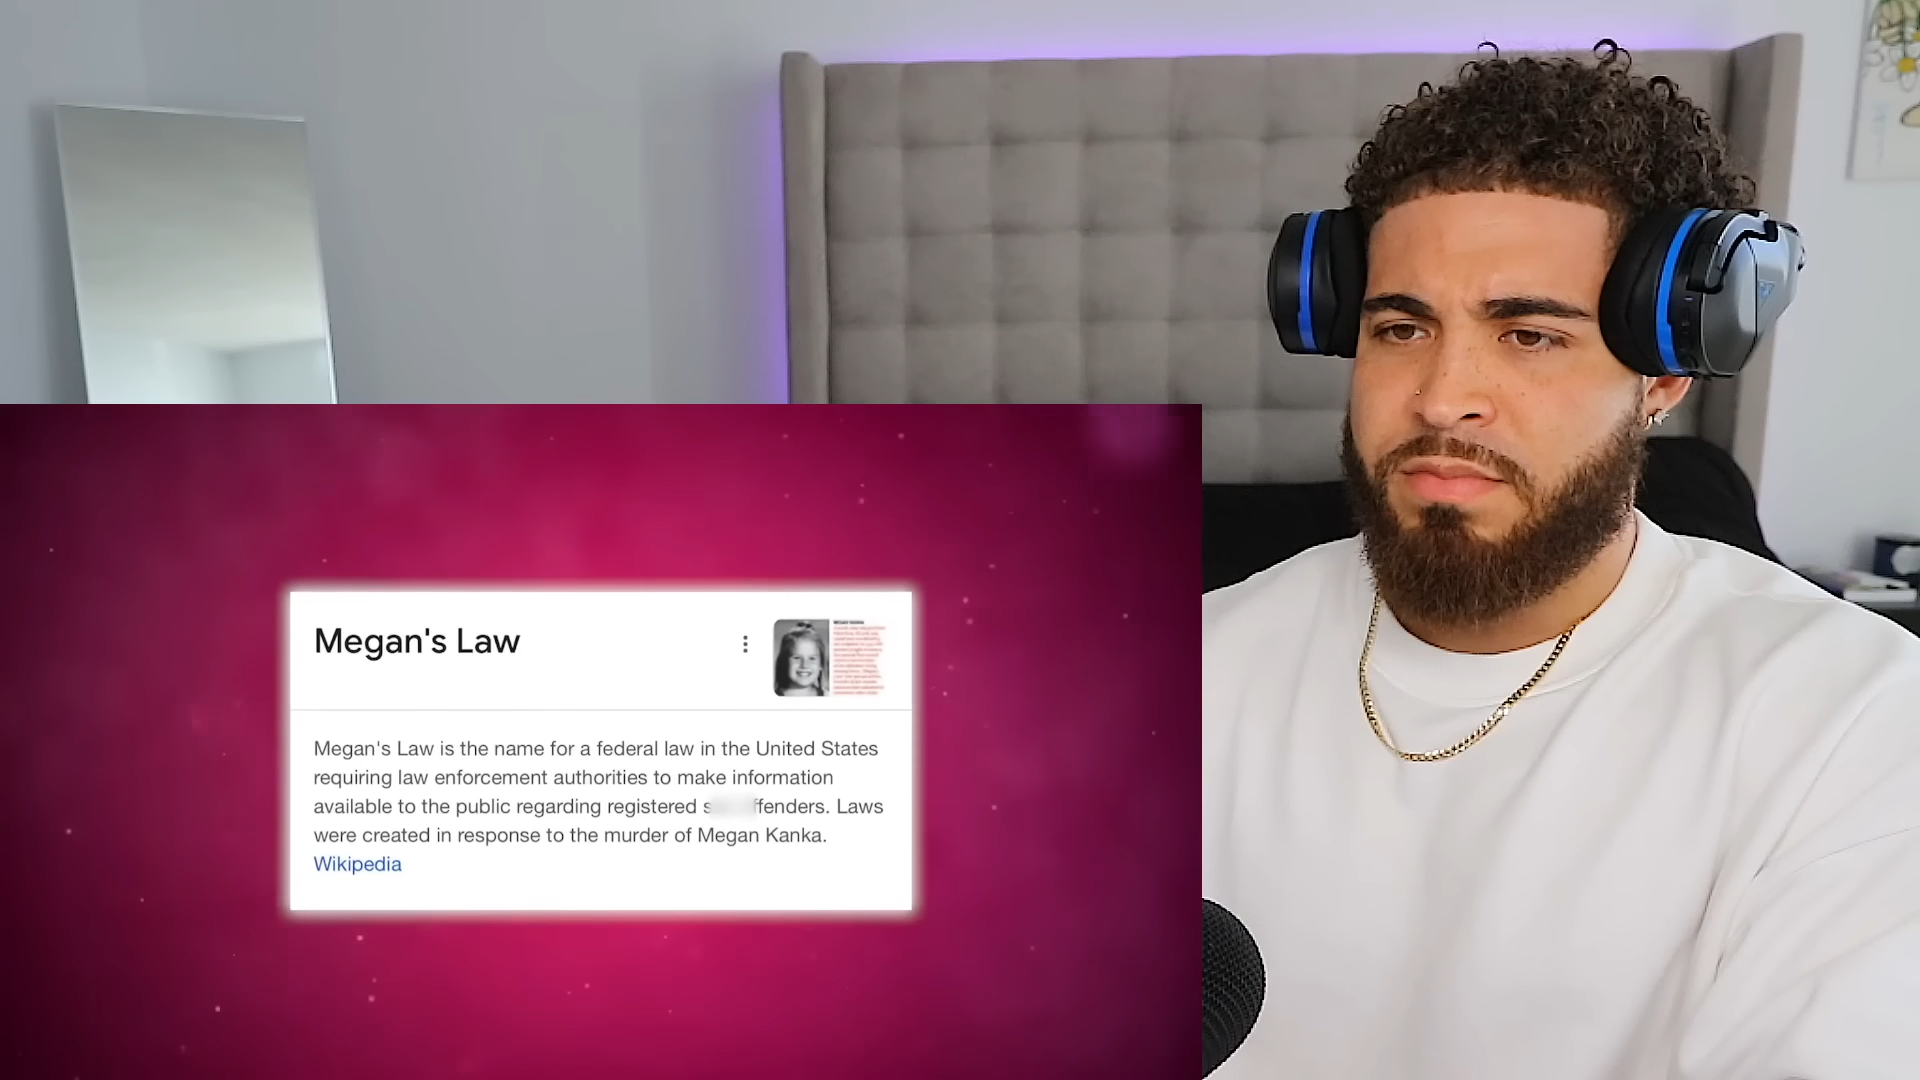 Megan's Law
Megan's Law is the name for a federal law in the United States
requiring law enforcement authorities to make information
available to the public regarding registered s ffenders. Laws
were created in response to the murder of Megan Kanka.
Wikipedia